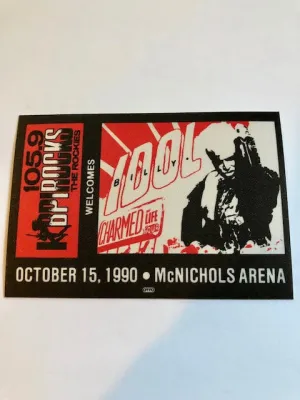 105.9
KBPI ROCKS
THE ROCKIES
WELCOMES
BILLY
IDOL
CHARMED LIFE
OCTOBER 15, 1990 • McNICHOLS ARENA